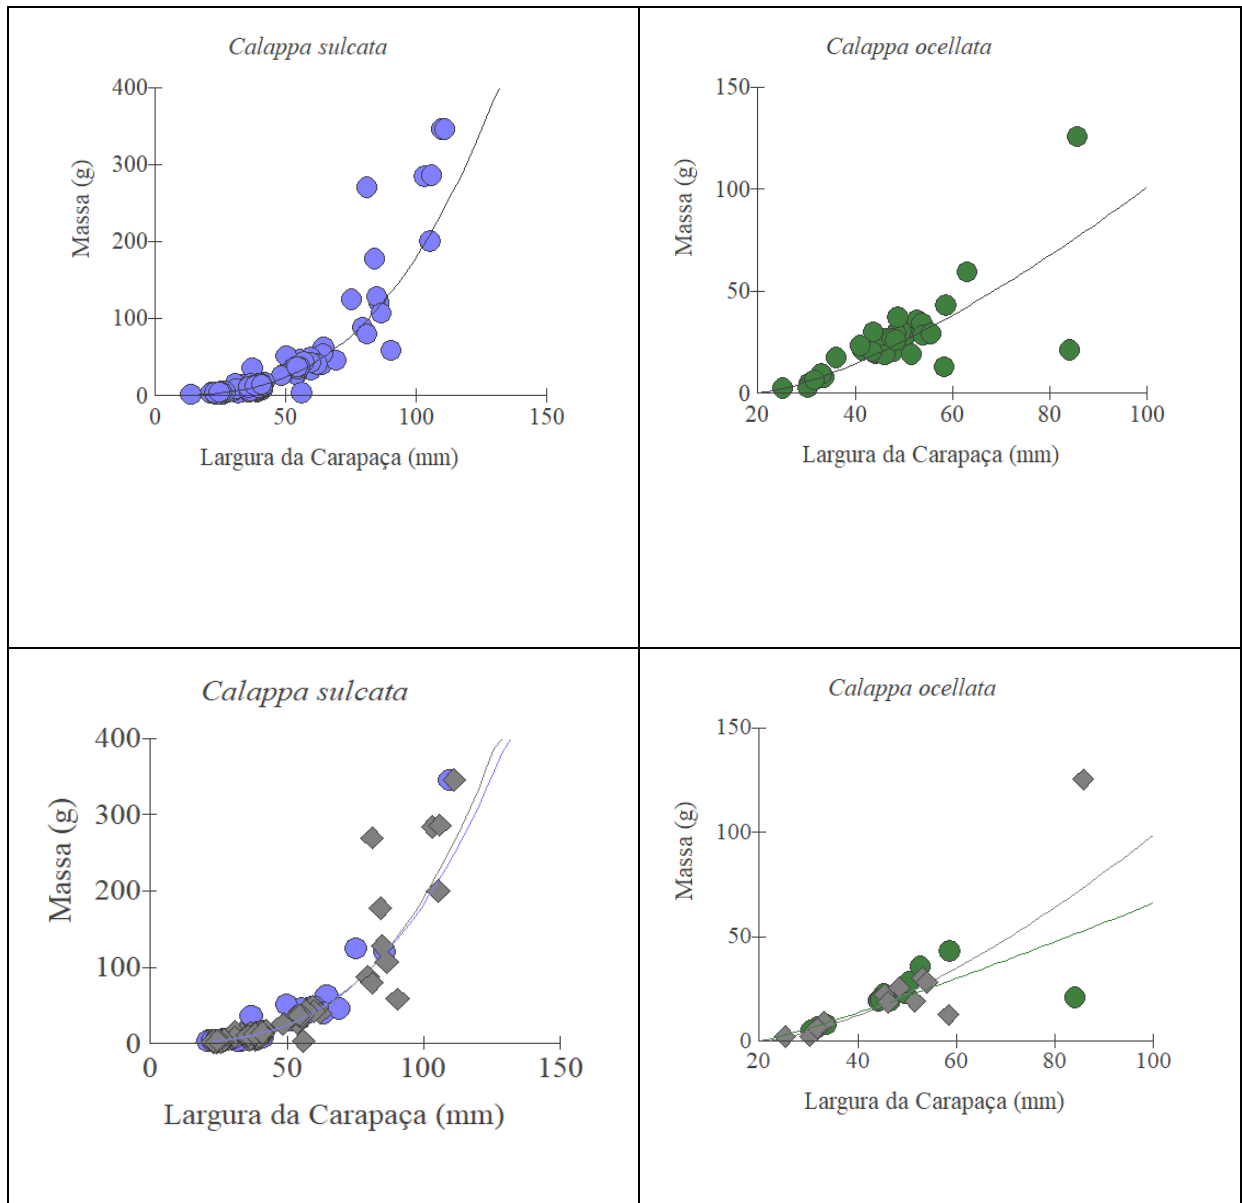 Calappa sulcata
400
300
200
100
0
Massa (g)
0 50 100 150
Largura da Carapaça (mm)
Calappa ocellata
150
100
50
0
Massa (g)
20 40 60 80 100
Largura da Carapaça (mm)
Calappa sulcata
400
300
200
100
0
Massa (g)
0 50 100 150
Largura da Carapaça (mm)
Calappa ocellata
150
100
50
0
Massa (g)
20 40 60 80 100
Largura da Carapaça (mm)